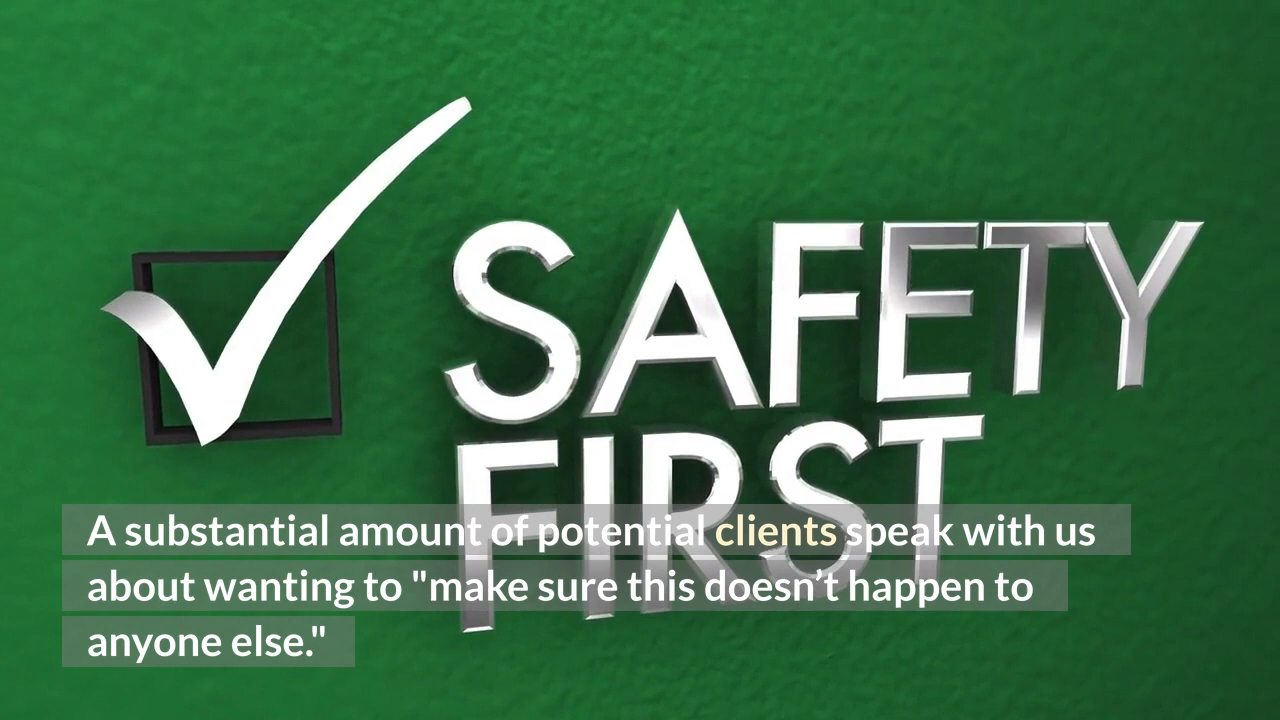 SAFETY
FIRST
A substantial amount of potential clients speak with us
about wanting to "make sure this doesn’t happen to
anyone else."